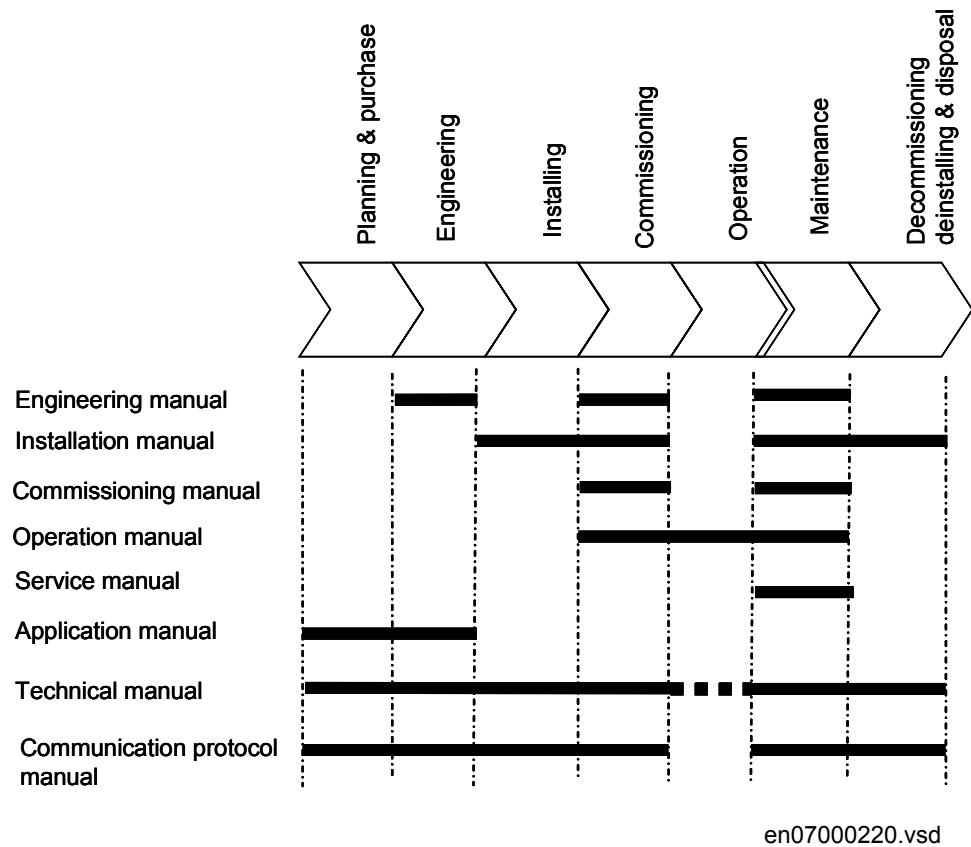 Planning & purchase
Engineering
Installing
Commissioning
Operation
Maintenance
Decommissioning
deinstalling & disposal
Engineering manual
Installation manual
Commissioning manual
Operation manual
Service manual
Application manual
Technical manual
Communication protocol
manual
en07000220.vsd